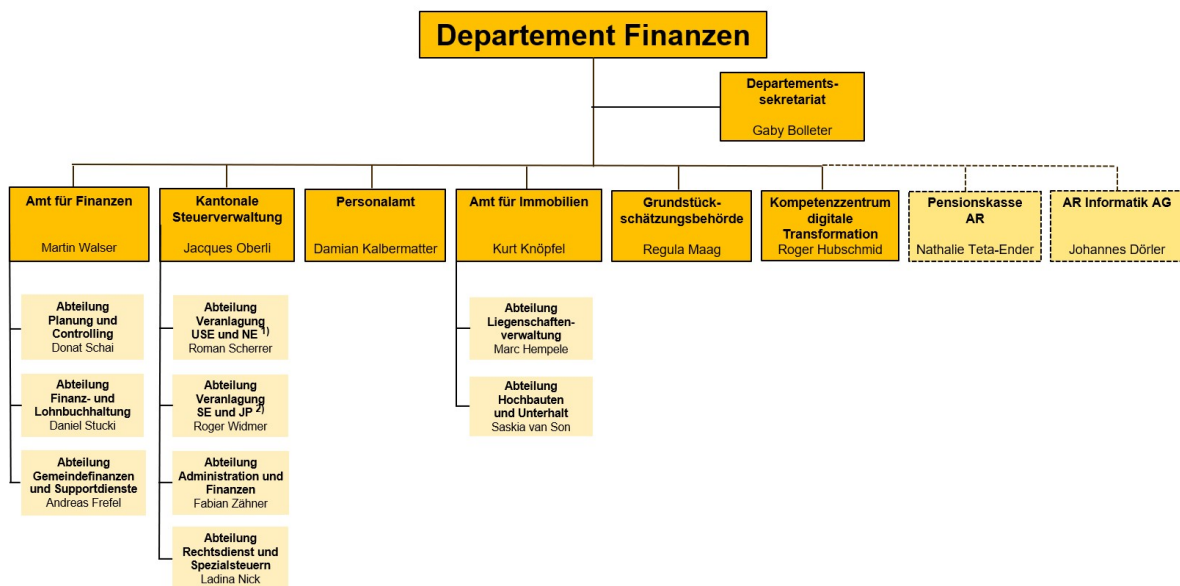 Departement Finanzen
Departements-
sekretariat
Gaby Bolleter
Amt für Finanzen
Martin Walser
Kantonale
Steuerverwaltung
Jacques Oberli
Personalamt
Damian Kalbermatter
Amt für Immobilien
Kurt Knöpfel
Grundstück-
schätzungsbehörde
Regula Maag
Kompetenzzentrum
digitale
Transformation
Roger Hubschmid
Pensionskasse
AR
Nathalie Teta-Ender
AR Informatik AG
Johannes Dörler
Abteilung
Planung und
Controlling
Donat Schai
Abteilung
Finanz- und
Lohnbuchhaltung
Daniel Stucki
Abteilung
Gemeindefinanzen
und Supportdienste
Andreas Frefel
Abteilung
Veranlagung
USE und NE 1)
Roman Scherrer
Abteilung
Veranlagung
SE und JP 2)
Roger Widmer
Abteilung
Administration und
Finanzen
Fabian Zähner
Abteilung
Rechtsdienst und
Spezialsteuern
Ladina Nick
Abteilung
Liegenschaften-
verwaltung
Marc Hempele
Abteilung
Hochbauten
und Unterhalt
Saskia van Son